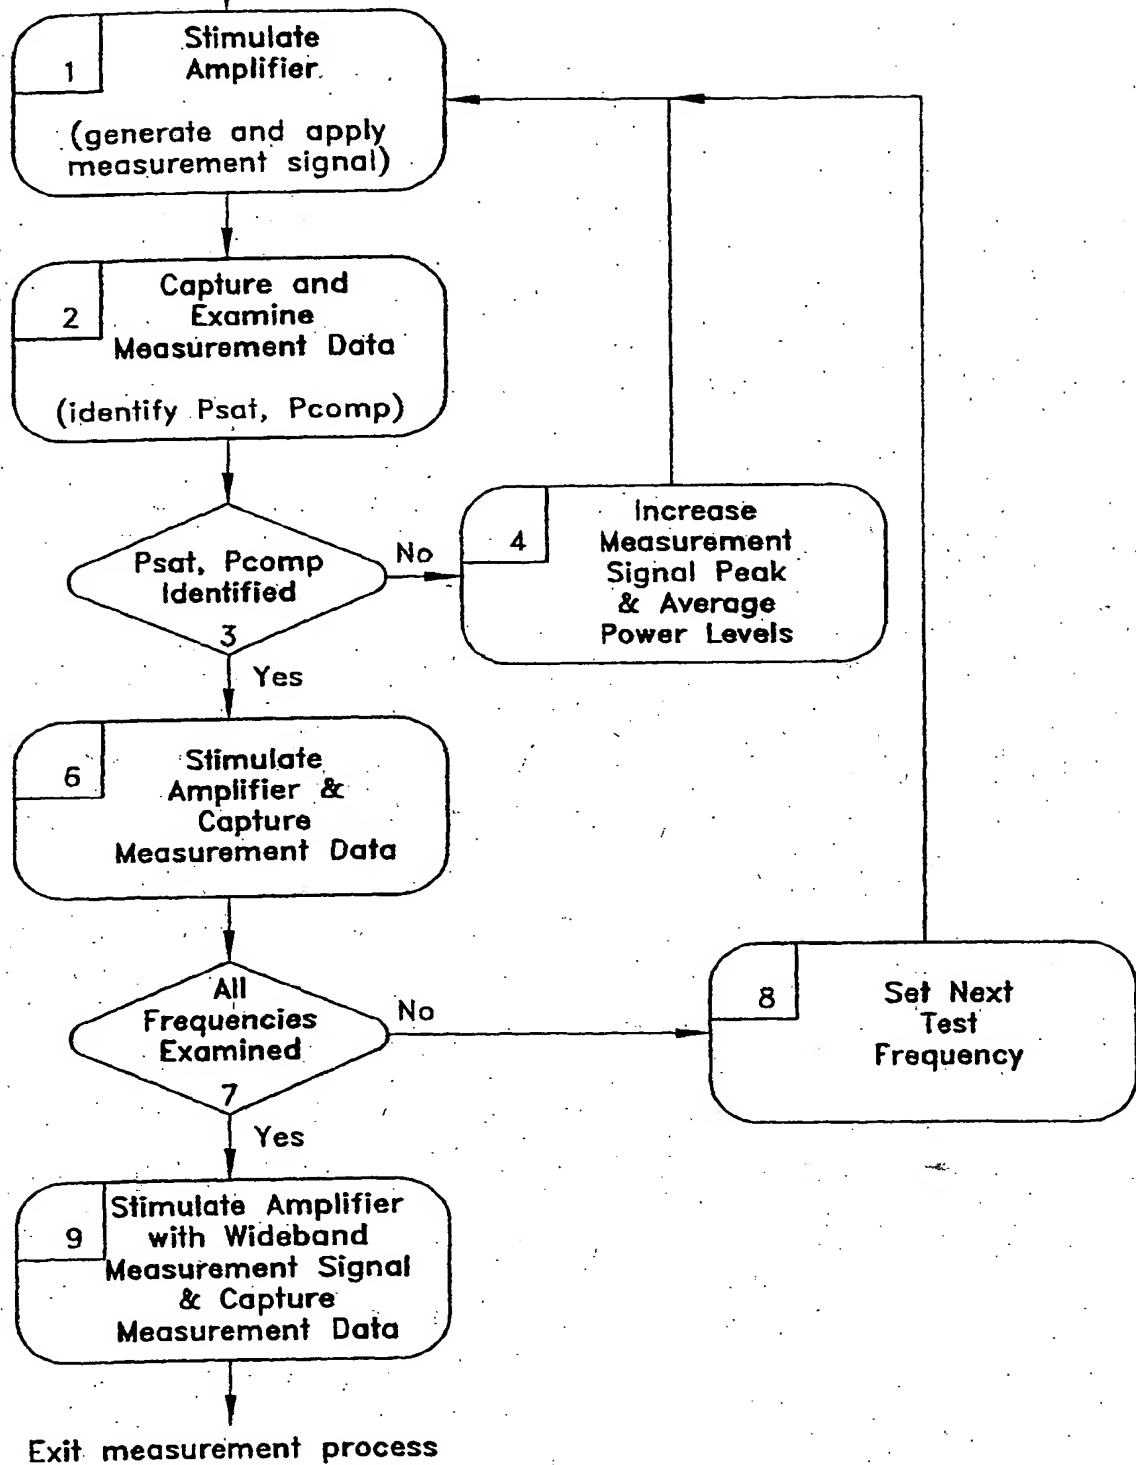 1
Stimulate
Amplifier
(generate and apply
measurement signal)
2
Capture and
Examine
Measurement Data
(identify Psat, Pcomp)
Psat, Pcomp
Identified
3
No
Yes
4
Increase
Measurement
Signal Peak
& Average
Power Levels
6
Stimulate
Amplifier &
Capture
Measurement Data
All
Frequencies
Examined
7
No
Yes
8
Set Next
Test
Frequency
9
Stimulate Amplifier
with Wideband
Measurement Signal
& Capture
Measurement Data
Exit measurement process